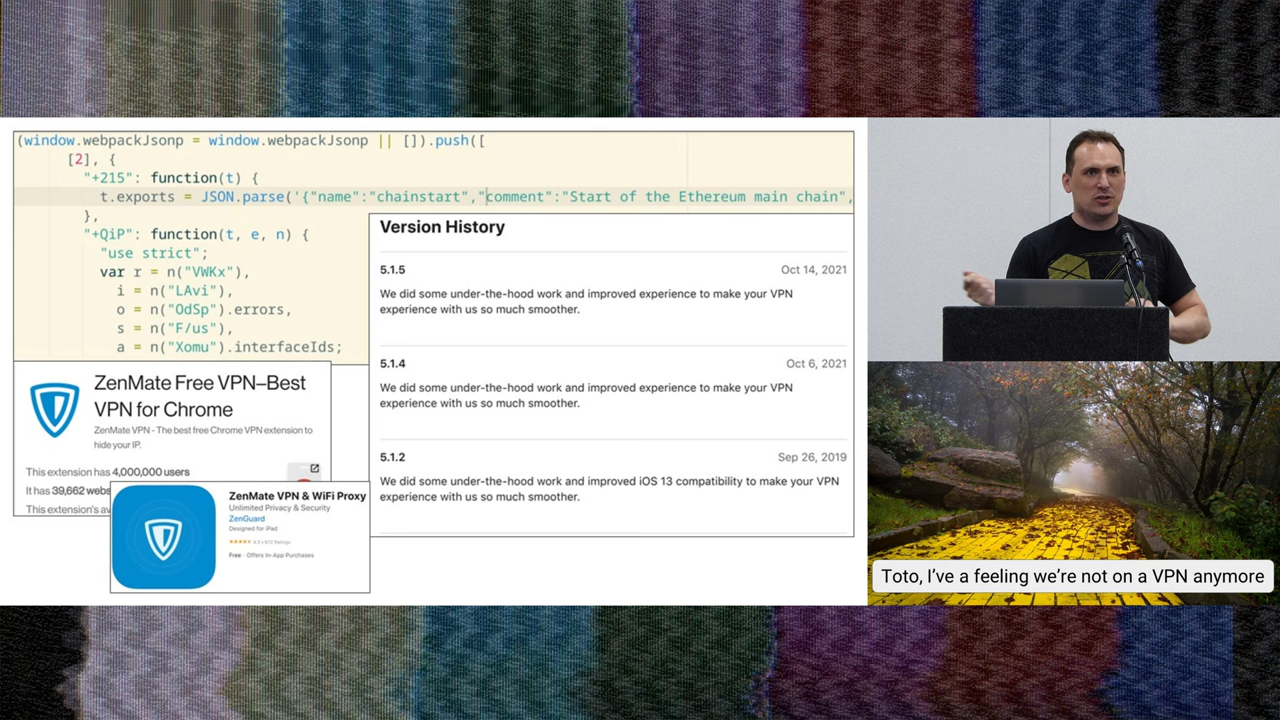 (window.webpackJsonp = window.webpackJsonp || []).push([
[2], {
"+215": function(t) {
t.exports = JSON.parse('{"name":"chainstart","comment":"Start of the Ethereum main chain",
},
"+QiP": function(t, e, n) {
"use strict";
var r = n("VWKx"),
i = n("LAvi"),
o = n("OdSp").errors,
s = n("F/us"),
a = n("Xomu").interfaceIds;
Version History
5.1.5 Oct 14, 2021
We did some under-the-hood work and improved experience to make your VPN
experience with us so much smoother.
5.1.4 Oct 6, 2021
We did some under-the-hood work and improved experience to make your VPN
experience with us so much smoother.
5.1.2 Sep 26, 2019
We did some under-the-hood work and improved iOS 13 compatibility to make your VPN
experience with us so much smoother.
ZenMate Free VPN–Best
VPN for Chrome
ZenMate VPN - The best free Chrome VPN extension to
hide your IP.
This extension has 4,000,000 users
It has 39,662 webs
This extension's av
ZenMate VPN & WiFi Proxy
Unlimited Privacy & Security
ZenGuard
Designed for iPad
Free · Offers In-App Purchases
Toto, I've a feeling we're not on a VPN anymore